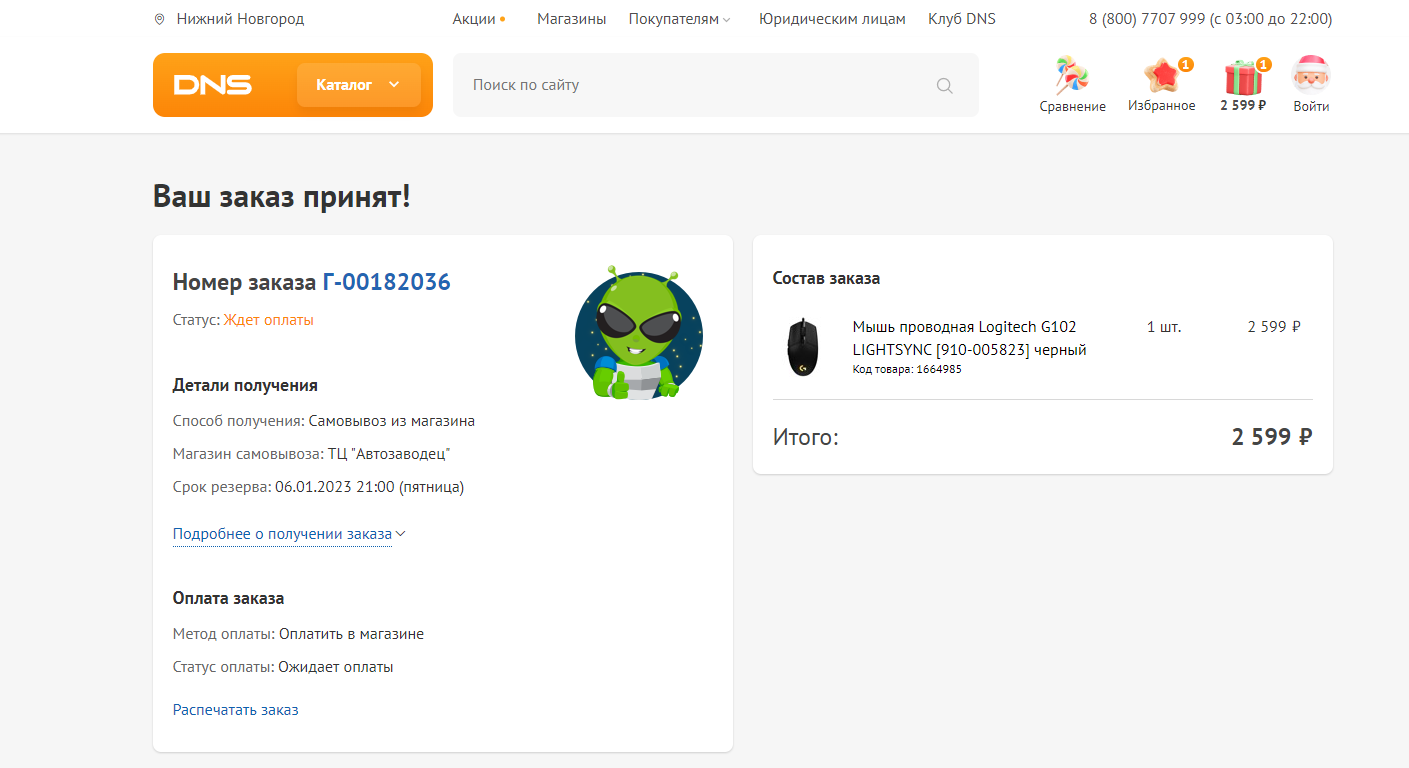 Нижний Новгород
Акции
Магазины
Покупателям
Юридическим лицам
Клуб DNS
8 (800) 7707 999 (с 03:00 до 22:00)
DNS
Каталог
Поиск по сайту
Сравнение
1
Избранное
1
2 599 ₽
Войти
Ваш заказ принят!
Номер заказа Г-00182036
Статус: Ждет оплаты
Детали получения
Способ получения: Самовывоз из магазина
Магазин самовывоза: ТЦ "Автозаводец"
Срок резерва: 06.01.2023 21:00 (пятница)
Подробнее о получении заказа
Оплата заказа
Метод оплаты: Оплатить в магазине
Статус оплаты: Ожидает оплаты
Распечатать заказ
Состав заказа
Мышь проводная Logitech G102
LIGHTSYNC [910-005823] черный
Код товара: 1664985
1 шт.
2 599 ₽
Итого:
2 599 ₽